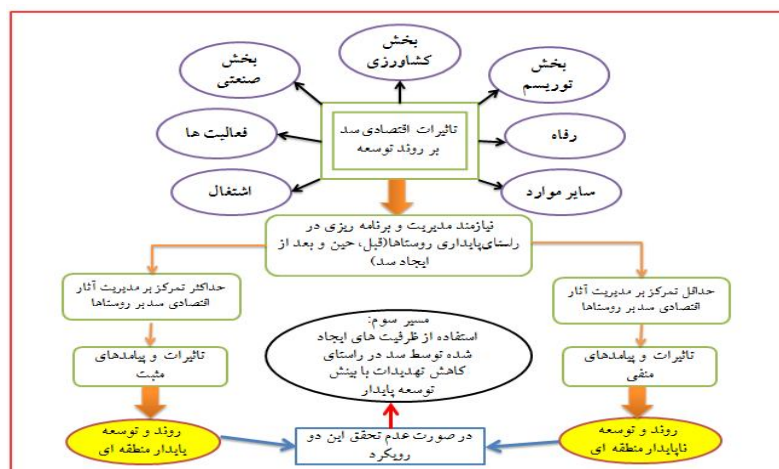 بخش
کشاورزی
بخش
توریسم
بخش
صنعتی
تاثیرات اقتصادی سد
بر روند توسعه
رفاه
فعالیت ها
سایر موارد
اشتغال
نیازمند مدیریت و برنامه ریزی در
راستای‌پایداری روستاها(قبل، حین و بعد از
ایجاد سد)
حداقل تمرکز بر مدیریت آثار
اقتصادی سد بر روستاها
حداکثر تمرکز بر مدیریت آثار
اقتصادی سد بر روستاها
مسیر سوم:
استفاده از ظرفیت های ایجاد
شده توسط سد در راستای
کاهش تهدیدات با بینش
توسعه پایدار
تاثیرات و پیامدهای
منفی
تاثیرات و پیامدهای
مثبت
روند و توسعه
ناپایدار منطقه ای
در صورت عدم تحقق این دو
رویکرد
روند و توسعه
پایدار منطقه ای